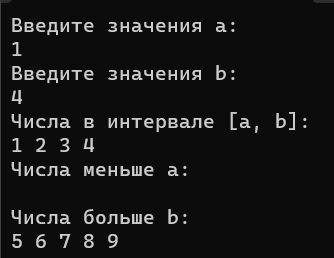 Введите значения a:
1
Введите значения b:
4
Числа в интервале [a, b]:
1 2 3 4
Числа меньше a:
Числа больше b:
5 6 7 8 9